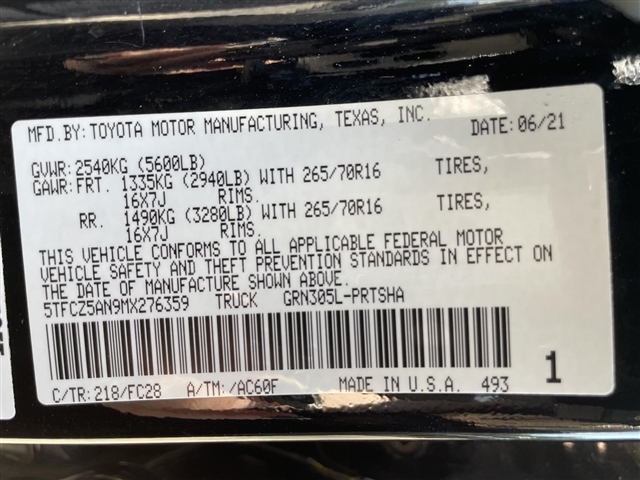 MFD.BY:TOYOTA MOTOR MANUFACTURING, TEXAS, INC. DATE:06/21
GVWR:2540KG (5600LB)
GAWR:FRT. 1335KG (2940LB) WITH 265/70R16 TIRES,
16X7J RIMS.
RR. 1490KG (3280LB) WITH 265/70R16 TIRES,
16X7J RIMS.
THIS VEHICLE CONFORMS TO ALL APPLICABLE FEDERAL MOTOR
VEHICLE SAFETY AND THEFT PREVENTION STANDARDS IN EFFECT ON
THE DATE OF MANUFACTURE SHOWN ABOVE.
5TFCZ5AN9MX276359 TRUCK GRN305L-PRTSHA
1
C/TR:218/FC28 A/TM:/AC60F MADE IN U.S.A. 493